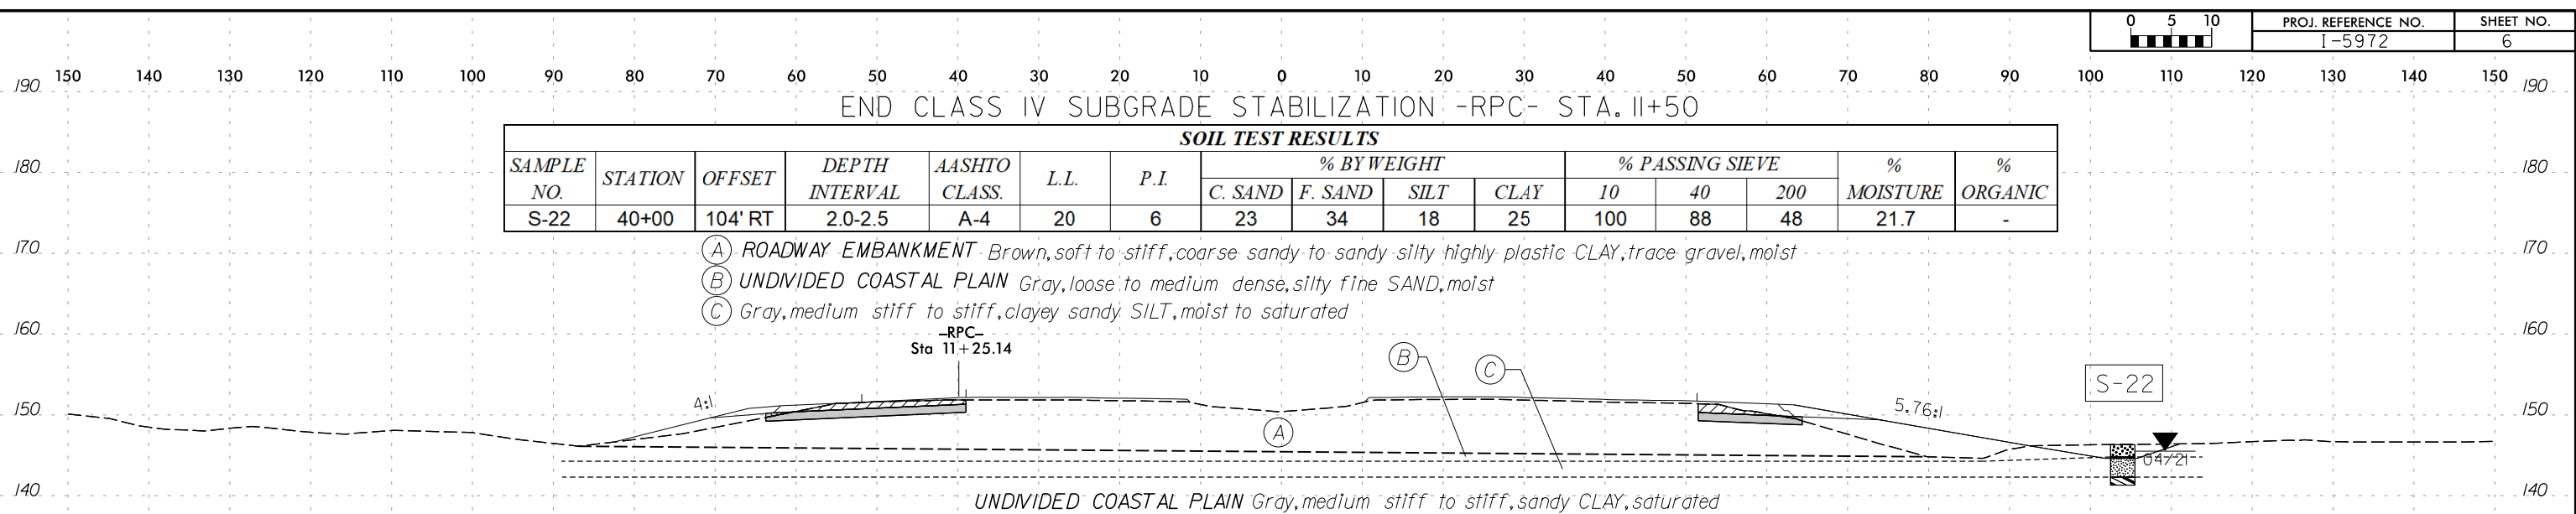 0 5 10 PROJ. REFERENCE NO. SHEET NO.
I-5972 6
150 140 130 120 110 100 90 80 70 60 50 40 30 20 10 0 10 20 30 40 50 60 70 80 90 100 110 120 130 140 150
190 190
END CLASS IV SUBGRADE STABILIZATION -RPC- STA. 11+50
SOIL TEST RESULTS
SAMPLE NO. STATION OFFSET DEPTH INTERVAL AASHTO CLASS. L.L. P.I. % BY WEIGHT % PASSING SIEVE % MOISTURE % ORGANIC
C. SAND F. SAND SILT CLAY 10 40 200
180 180
S-22 40+00 104' RT 2.0-2.5 A-4 20 6 23 34 18 25 100 88 48 21.7 -
170 170
A ROADWAY EMBANKMENT Brown, soft to stiff, coarse sandy to sandy silty highly plastic CLAY, trace gravel, moist
B UNDIVIDED COASTAL PLAIN Gray, loose to medium dense, silty fine SAND, moist
C Gray, medium stiff to stiff, clayey sandy SILT, moist to saturated
160 160
-RPC-
Sta 11+25.14
B
C
S-22
4:1
5.76:1
150 150
A
04/21
140 140
UNDIVIDED COASTAL PLAIN Gray, medium stiff to stiff, sandy CLAY, saturated